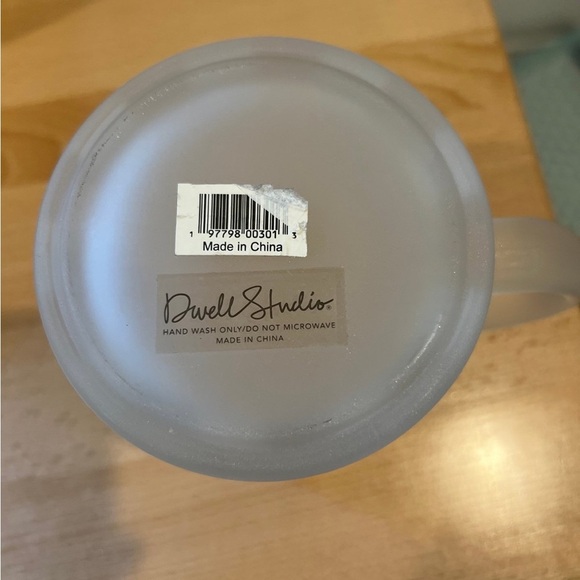 1 97798 00301 3
Made in China
DwellStudio®
HAND WASH ONLY/DO NOT MICROWAVE
MADE IN CHINA